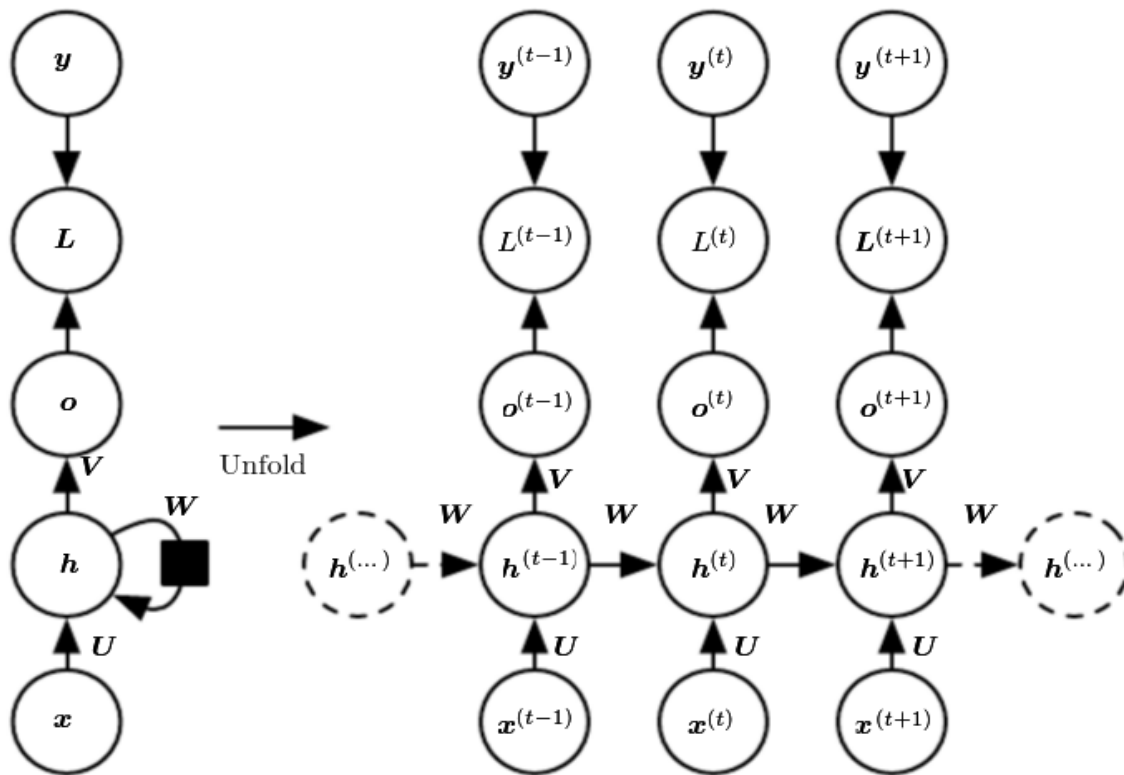 y y^(t−1) y^(t) y^(t+1)
L L^(t−1) L^(t) L^(t+1)
o o^(t−1) o^(t) o^(t+1)
Unfold
V V V V
W W W W W
h h^(...) h^(t−1) h^(t) h^(t+1) h^(...)
U U U U
x x^(t−1) x^(t) x^(t+1)